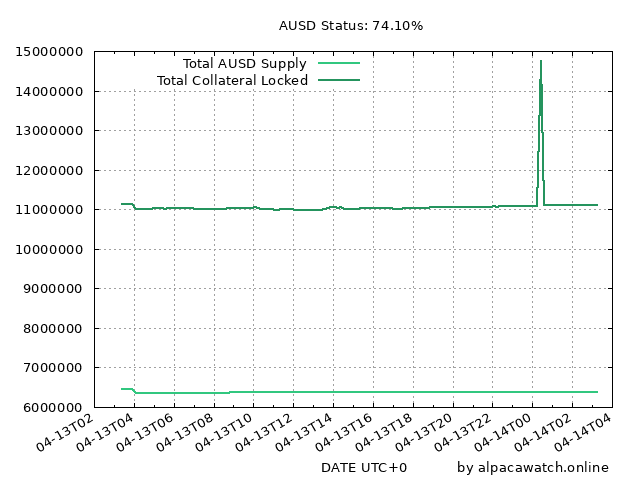 AUSD Status: 74.10%
15000000
14000000
13000000
12000000
11000000
10000000
9000000
8000000
7000000
6000000
Total AUSD Supply
Total Collateral Locked
04-13T02
04-13T04
04-13T06
04-13T08
04-13T10
04-13T12
04-13T14
04-13T16
04-13T18
04-13T20
04-13T22
04-14T00
04-14T02
04-14T04
DATE UTC+0
by alpacawatch.online